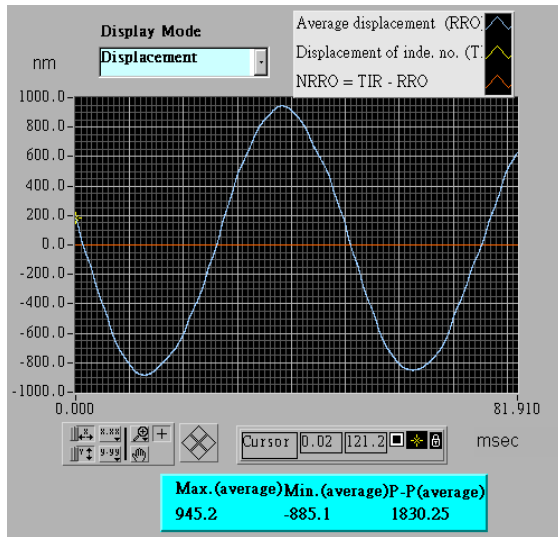 Display Mode
Displacement
Average displacement (RRO)
Displacement of inde. no. (T
NRRO = TIR - RRO
nm
1000.0
800.0
600.0
400.0
200.0
0.0
-200.0
-400.0
-600.0
-800.0
-1000.0
0.000
81.910
X
X.XX
Y
Y.YY
Cursor 0.02 121.2
msec
Max.(average) Min.(average) P-P(average)
945.2 -885.1 1830.25